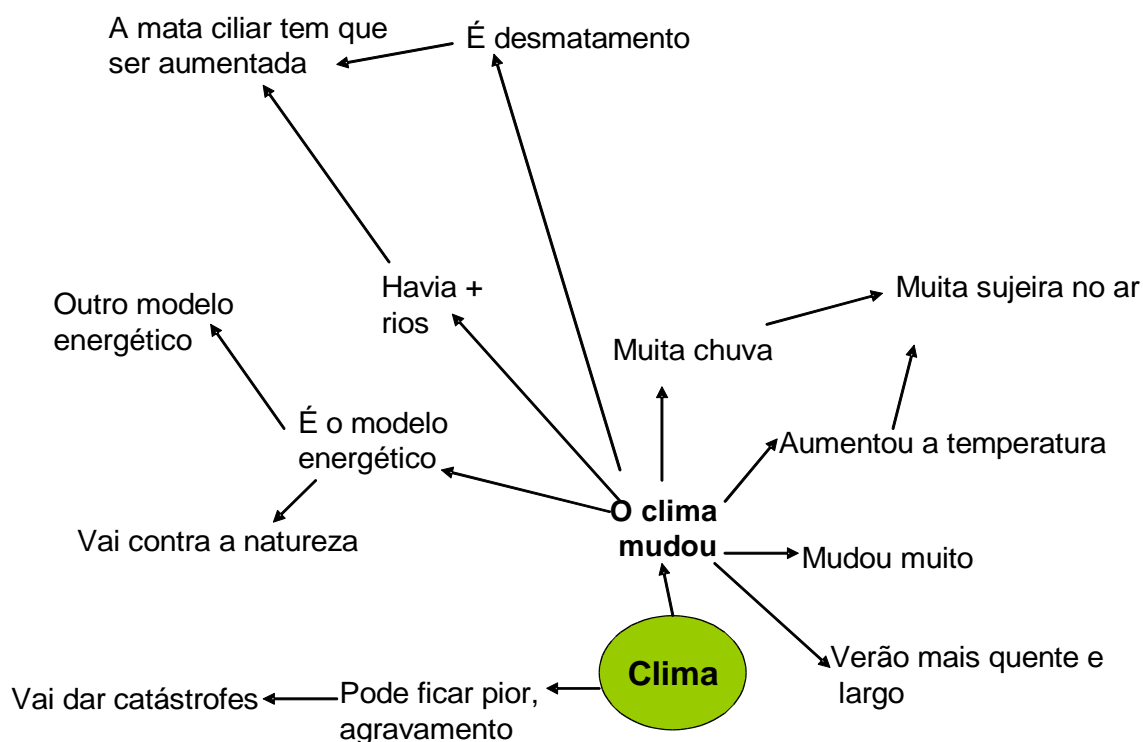 A mata ciliar tem que
ser aumentada
É desmatamento
Havia +
rios
Muita sujeira no ar
Outro modelo
energético
Muita chuva
É o modelo
energético
Aumentou a temperatura
O clima
mudou
Vai contra a natureza
Mudou muito
Clima
Verão mais quente e
largo
Vai dar catástrofes
Pode ficar pior,
agravamento